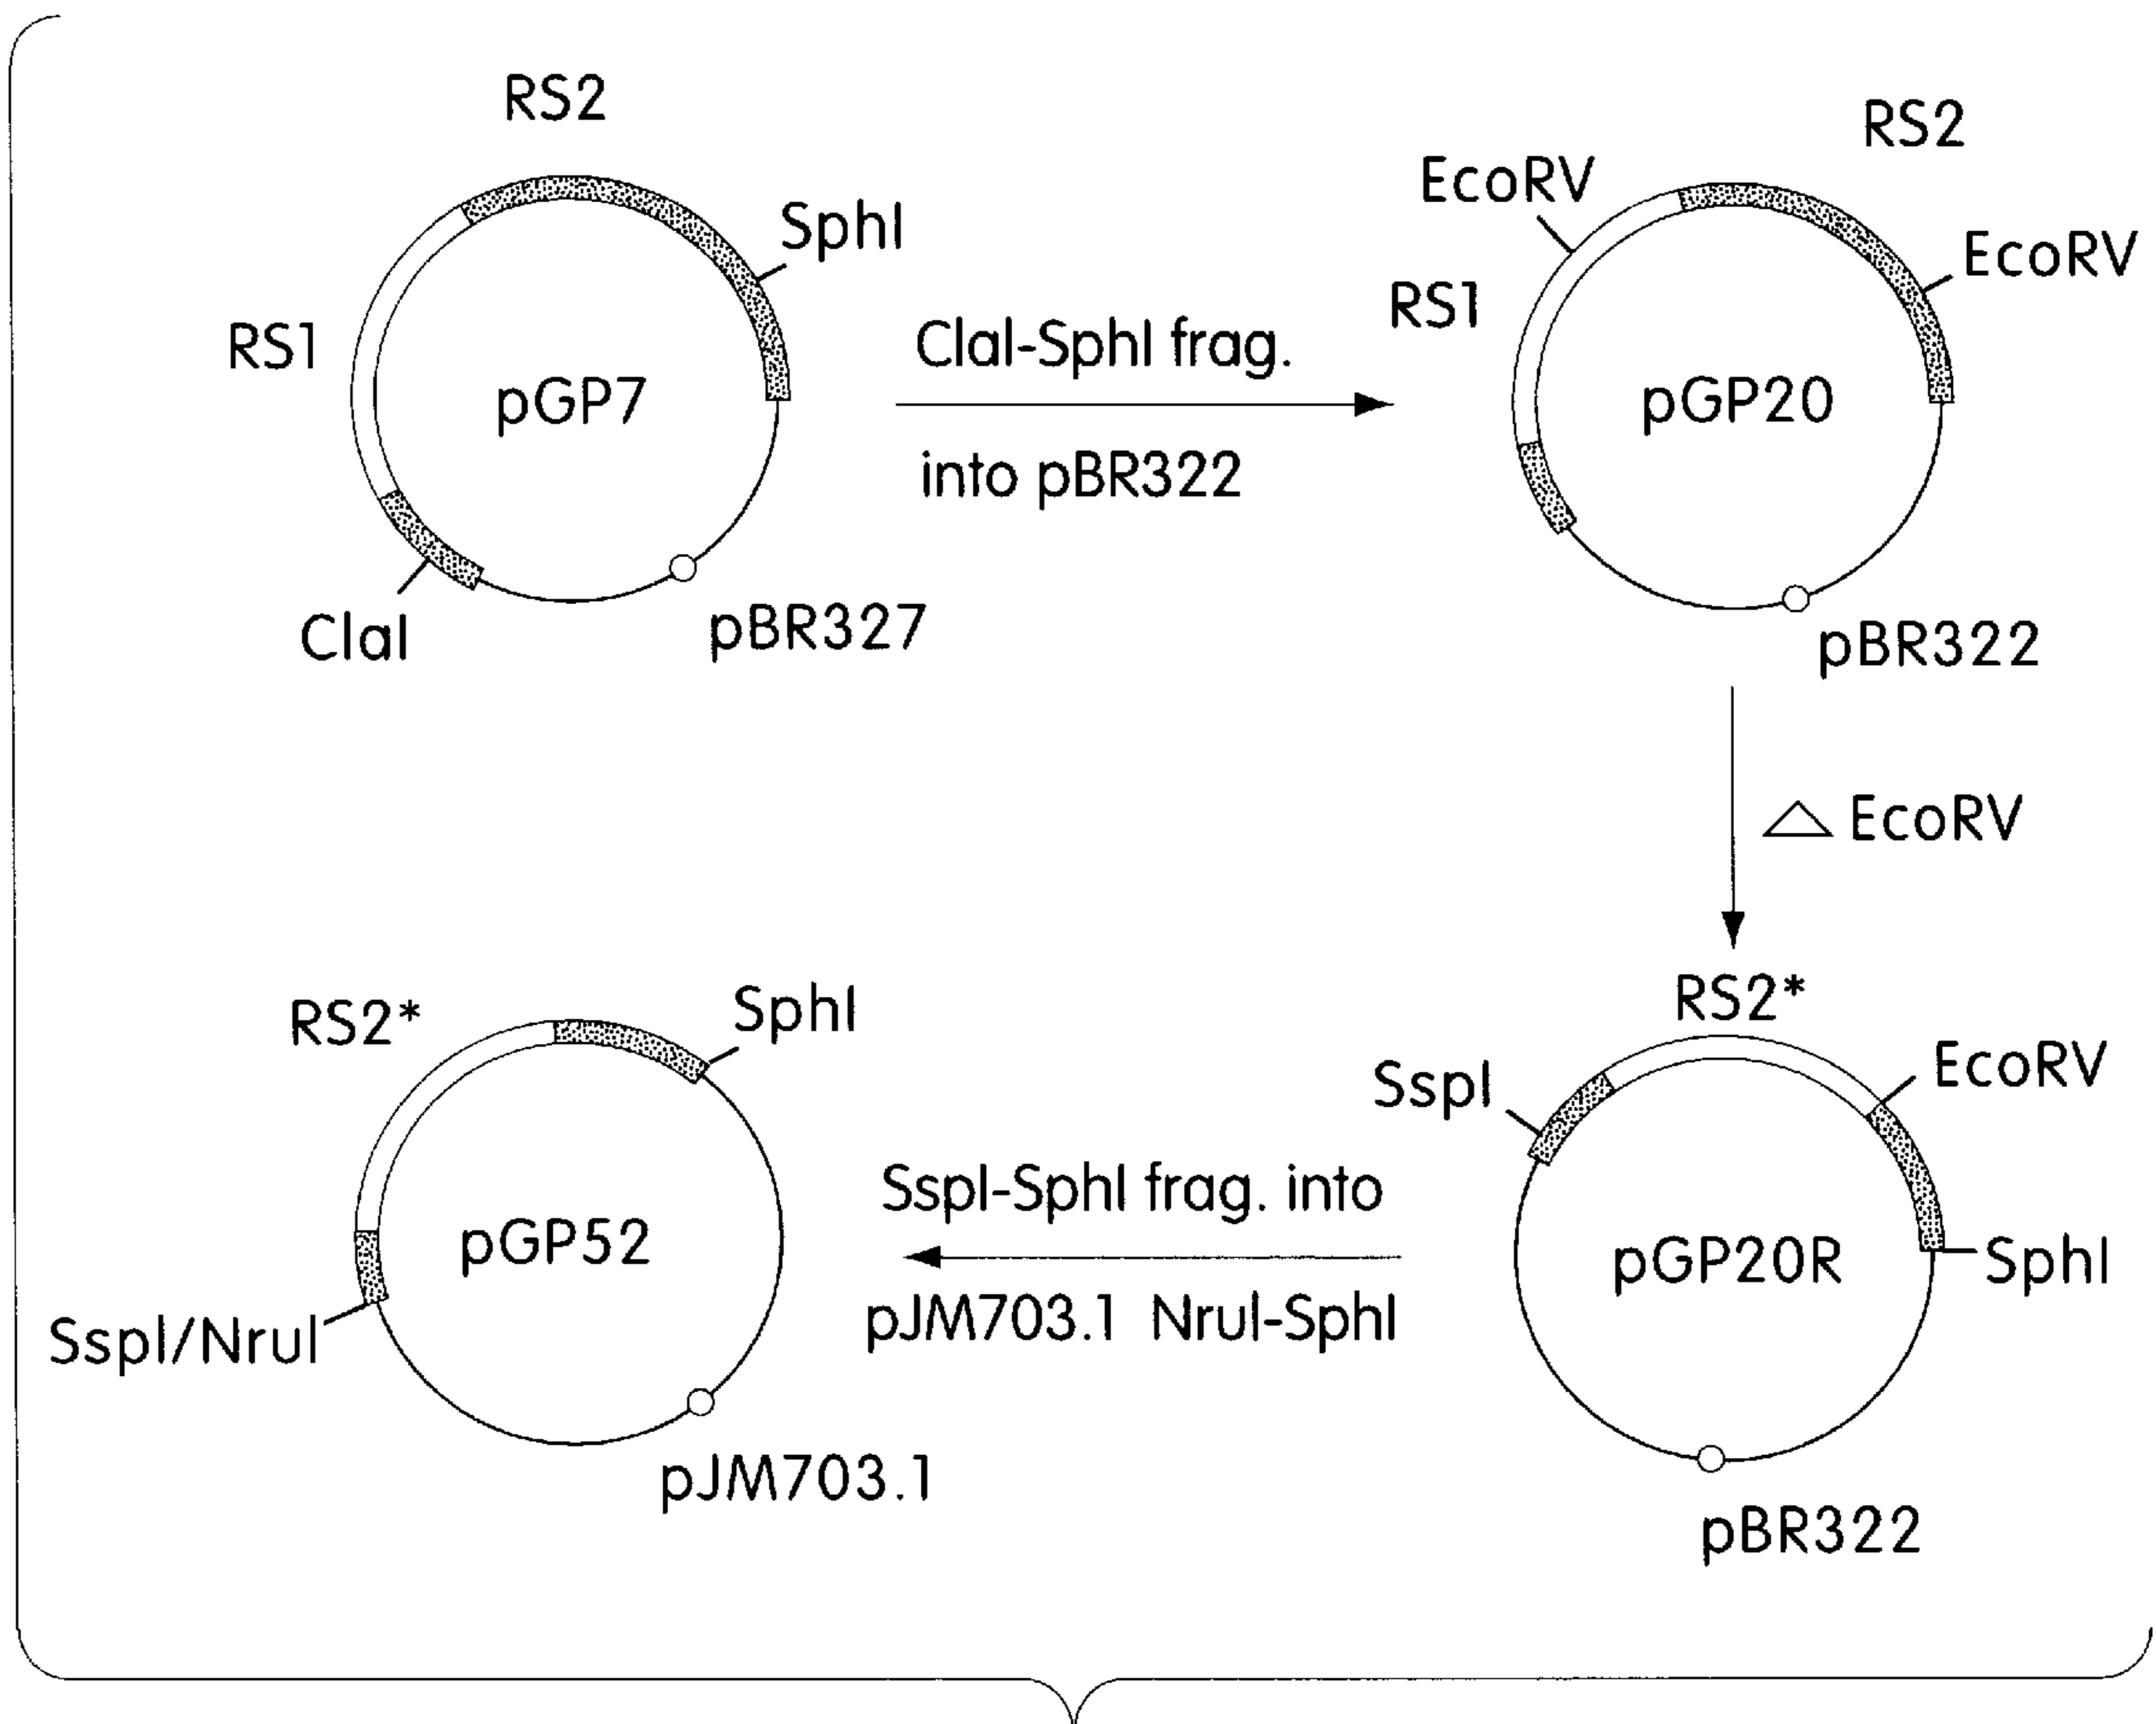 RS2
SphI
RS1
pGP7
ClaI
pBR327
ClaI-SphI frag.
into pBR322
RS2
EcoRV
EcoRV
RS1
pGP20
pBR322
△ EcoRV
RS2*
SspI
EcoRV
pGP20R
SphI
pBR322
SspI-SphI frag. into
pJM703.1 NruI-SphI
RS2*
SphI
pGP52
SspI/NruI
pJM703.1